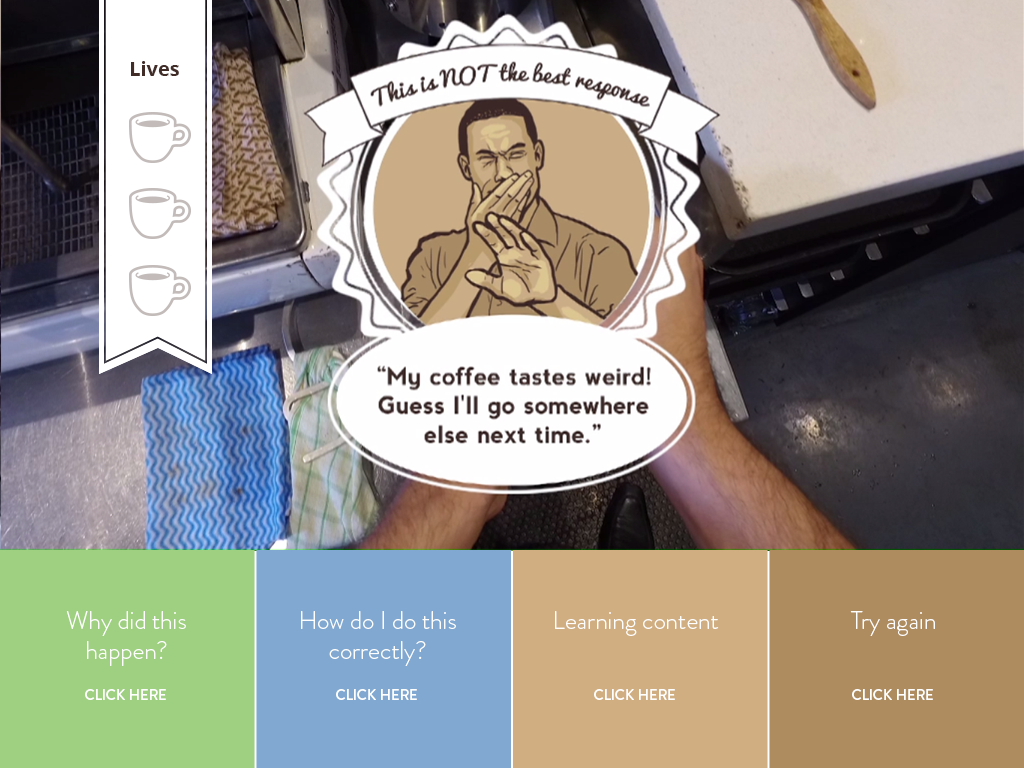 Lives
This is NOT the best response
“My coffee tastes weird!
Guess I'll go somewhere
else next time.”
Why did this
happen?
CLICK HERE
How do I do this
correctly?
CLICK HERE
Learning content
CLICK HERE
Try again
CLICK HERE